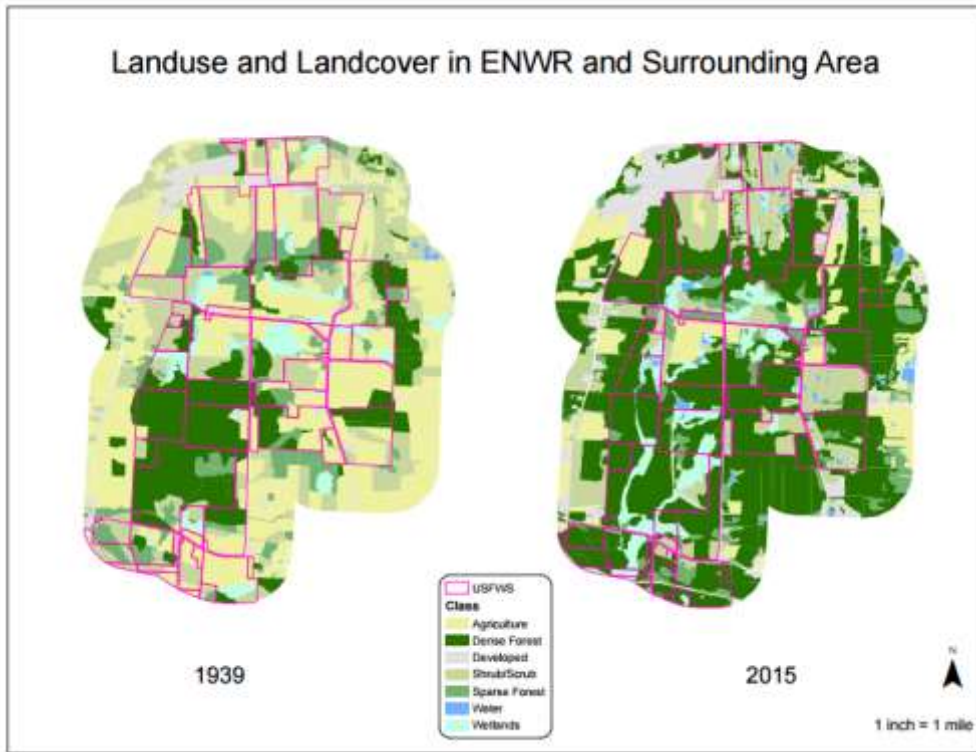 Landuse and Landcover in ENWR and Surrounding Area
USFWS
Class
Agriculture
Dense Forest
Developed
Shrub/Scrub
Sparse Forest
Water
Wetlands
1939
2015
N
1 inch = 1 mile